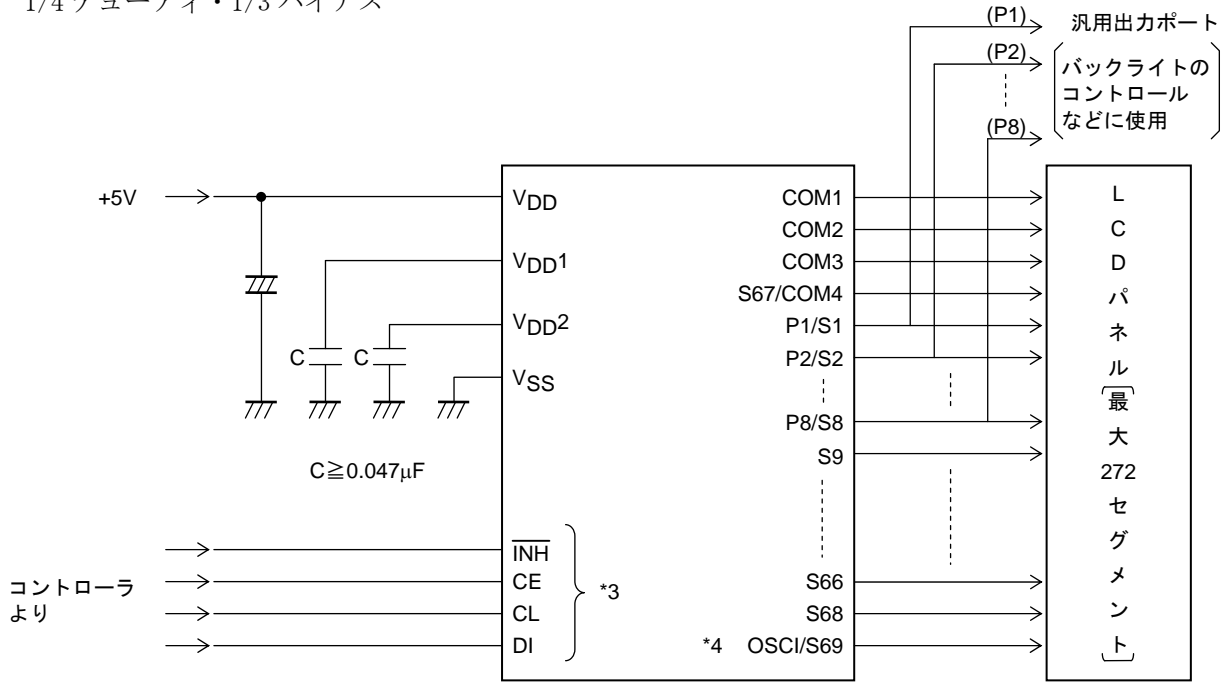 1/4 デューティ・1/3 バイアス
(P1)
汎用出力ポート
(P2)
バックライトの
コントロール
などに使用
(P8)
+5V
VDD
VDD1
VDD2
VSS
C
C
C≧0.047μF
コントローラ
より
INH
CE
CL
DI
*3
COM1
COM2
COM3
S67/COM4
P1/S1
P2/S2
P8/S8
S9
S66
S68
*4 OSCI/S69
L
C
D
パ
ネ
ル
最
大
272
セ
グ
メ
ン
ト